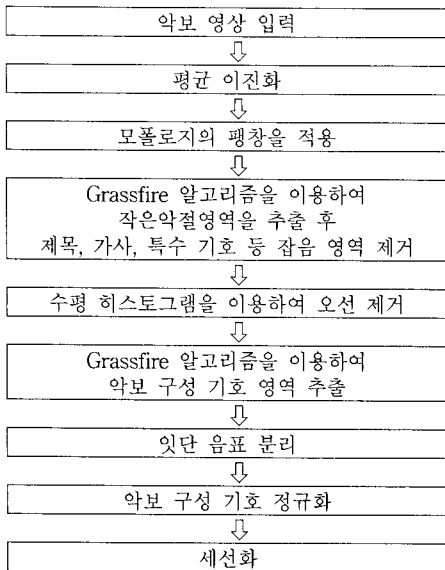 악보 영상 입력
평균 이진화
모폴로지의 팽창을 적용
Grassfire 알고리즘을 이용하여
작은악절영역을 추출 후
제목, 가사, 특수 기호 등 잡음 영역 제거
수평 히스토그램을 이용하여 오선 제거
Grassfire 알고리즘을 이용하여
악보 구성 기호 영역 추출
잇단 음표 분리
악보 구성 기호 정규화
세선화